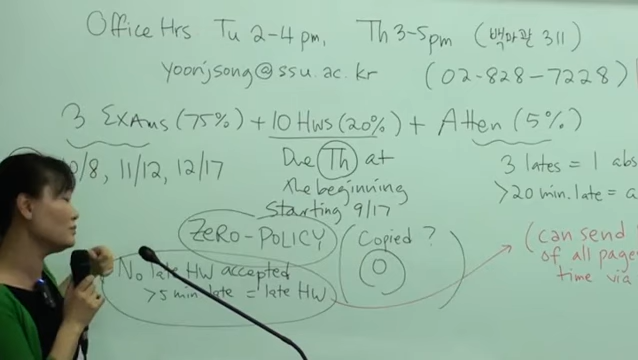 Office Hrs Tu 2-4 pm, Th 3-5pm (백마관 311)
yoonjsong@ssu.ac.kr (02-828-7228)
3 Exams (75%) + 10 HWs (20%) + Atten (5%)
10/8, 11/12, 12/17
Due Th at
the beginning
starting 9/17
3 lates = 1 abs
>20 min. late = a
ZERO-POLICY
Copied?
0
No late HW accepted
>5 min late = late HW
(can send
of all page
time via